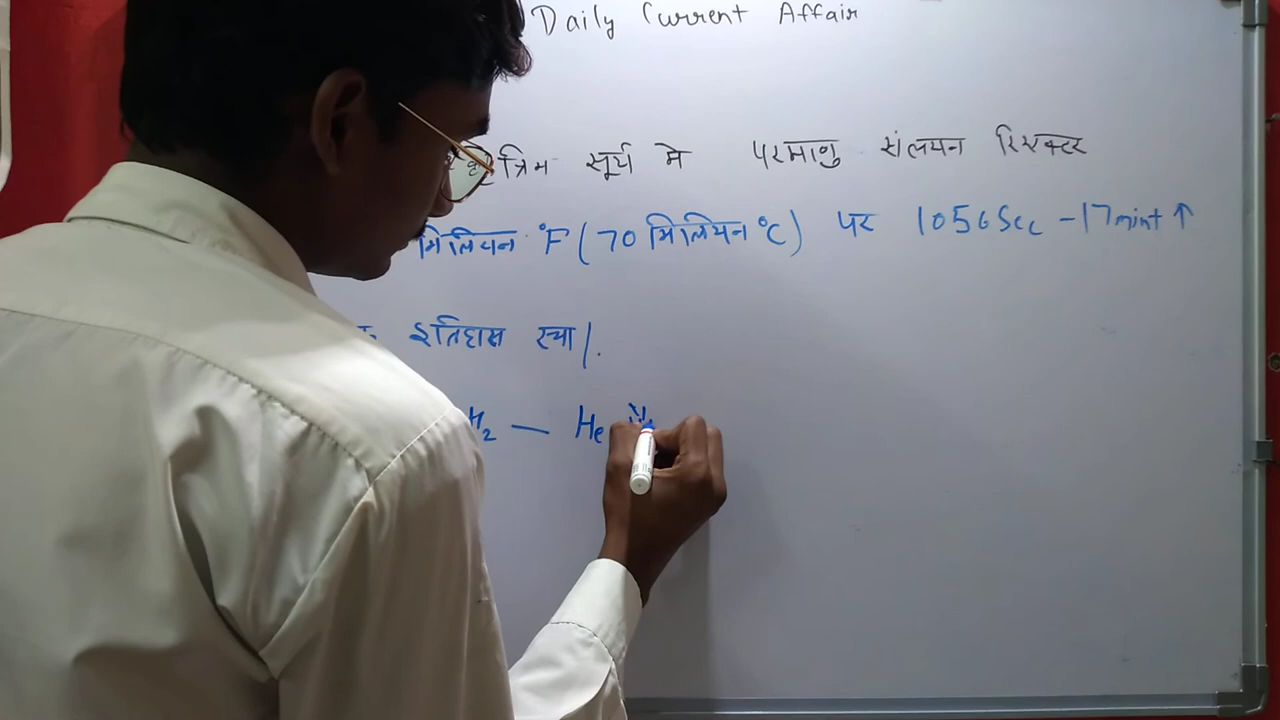 Daily Current Affair
त्रिम सूर्य मे परमाणु संलयन रिएक्टर
मिलियन °F (70 मिलियन °C) पर 1056 Sec - 17 mint ↑
इतिहास रचा/.
H₂ — He